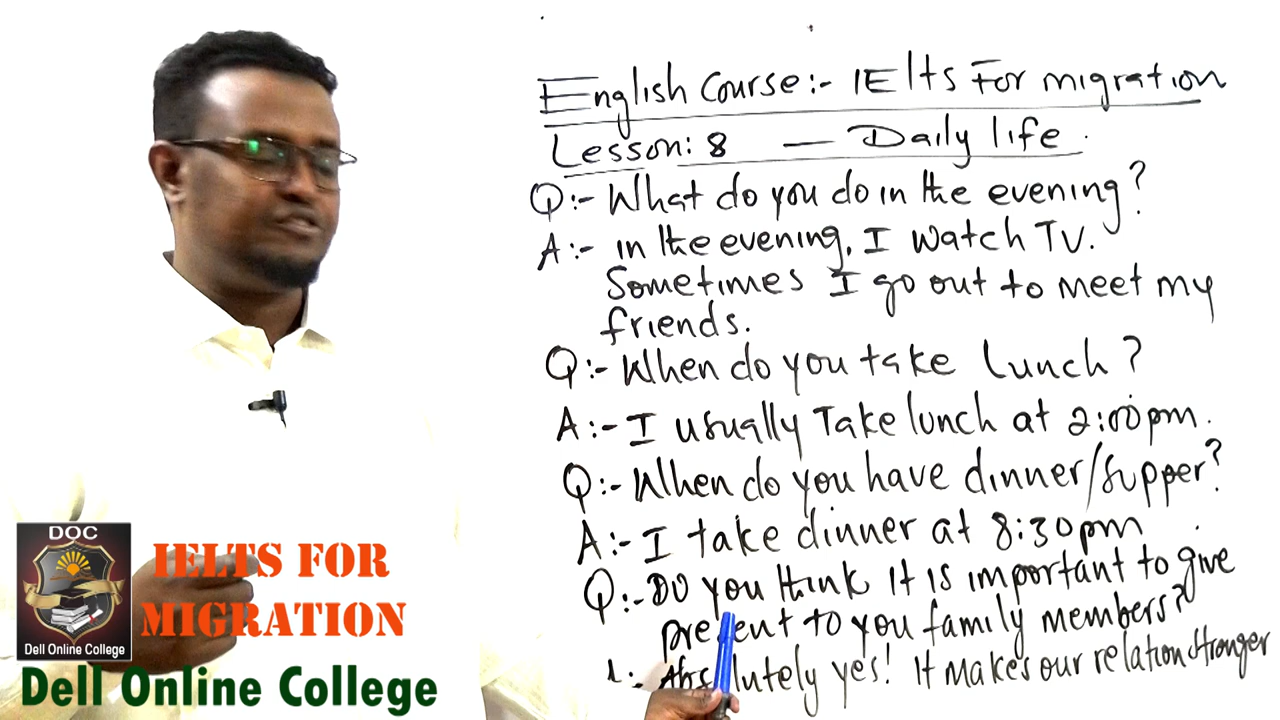 English Course:- IElts For migration
Lesson: 8 — Daily life
Q:- What do you do in the evening?
A:- in the evening, I watch TV.
Sometimes I go out to meet my
friends.
Q:- When do you take lunch?
A:- I usually Take lunch at 2:00pm.
Q:- When do you have dinner/supper?
A:- I take dinner at 8:30pm
Q:- DO you think it is important to give
present to you family members?
Absolutely yes! It makes our relation stronger
DOC
Dell Online College
IELTS FOR
MIGRATION
Dell Online College